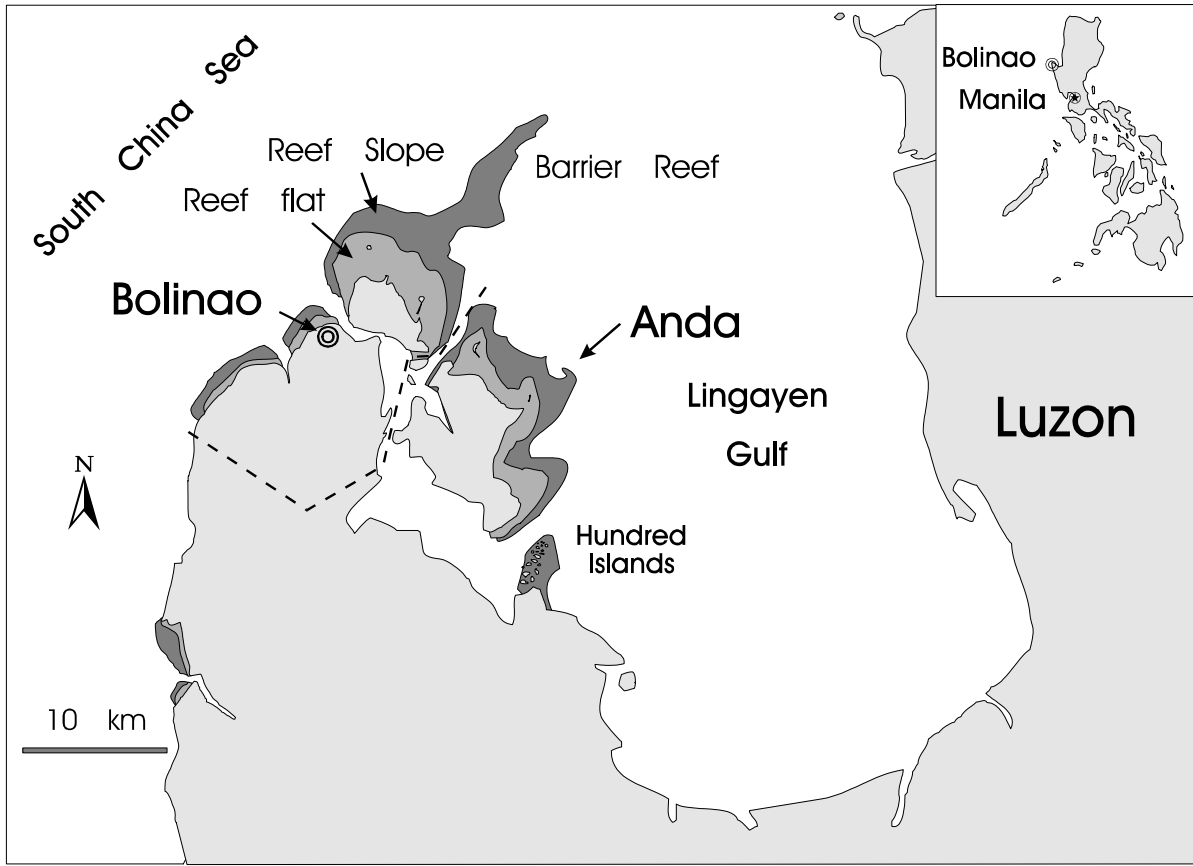 South China Sea
Reef Slope
Barrier Reef
Reef flat
Bolinao
Anda
Lingayen
Gulf
Luzon
Hundred
Islands
N
10 km
Bolinao
Manila